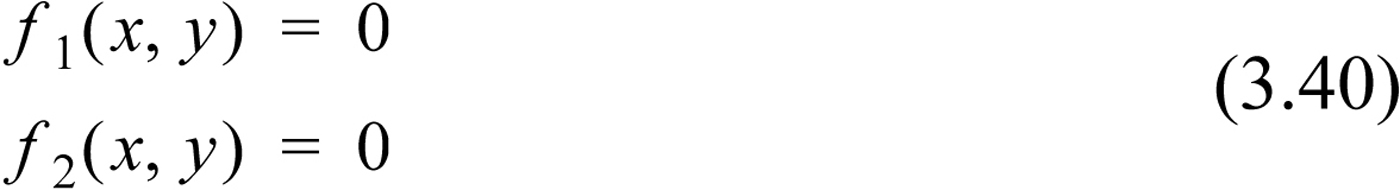 f₁(x, y) = 0
(3.40)
f₂(x, y) = 0